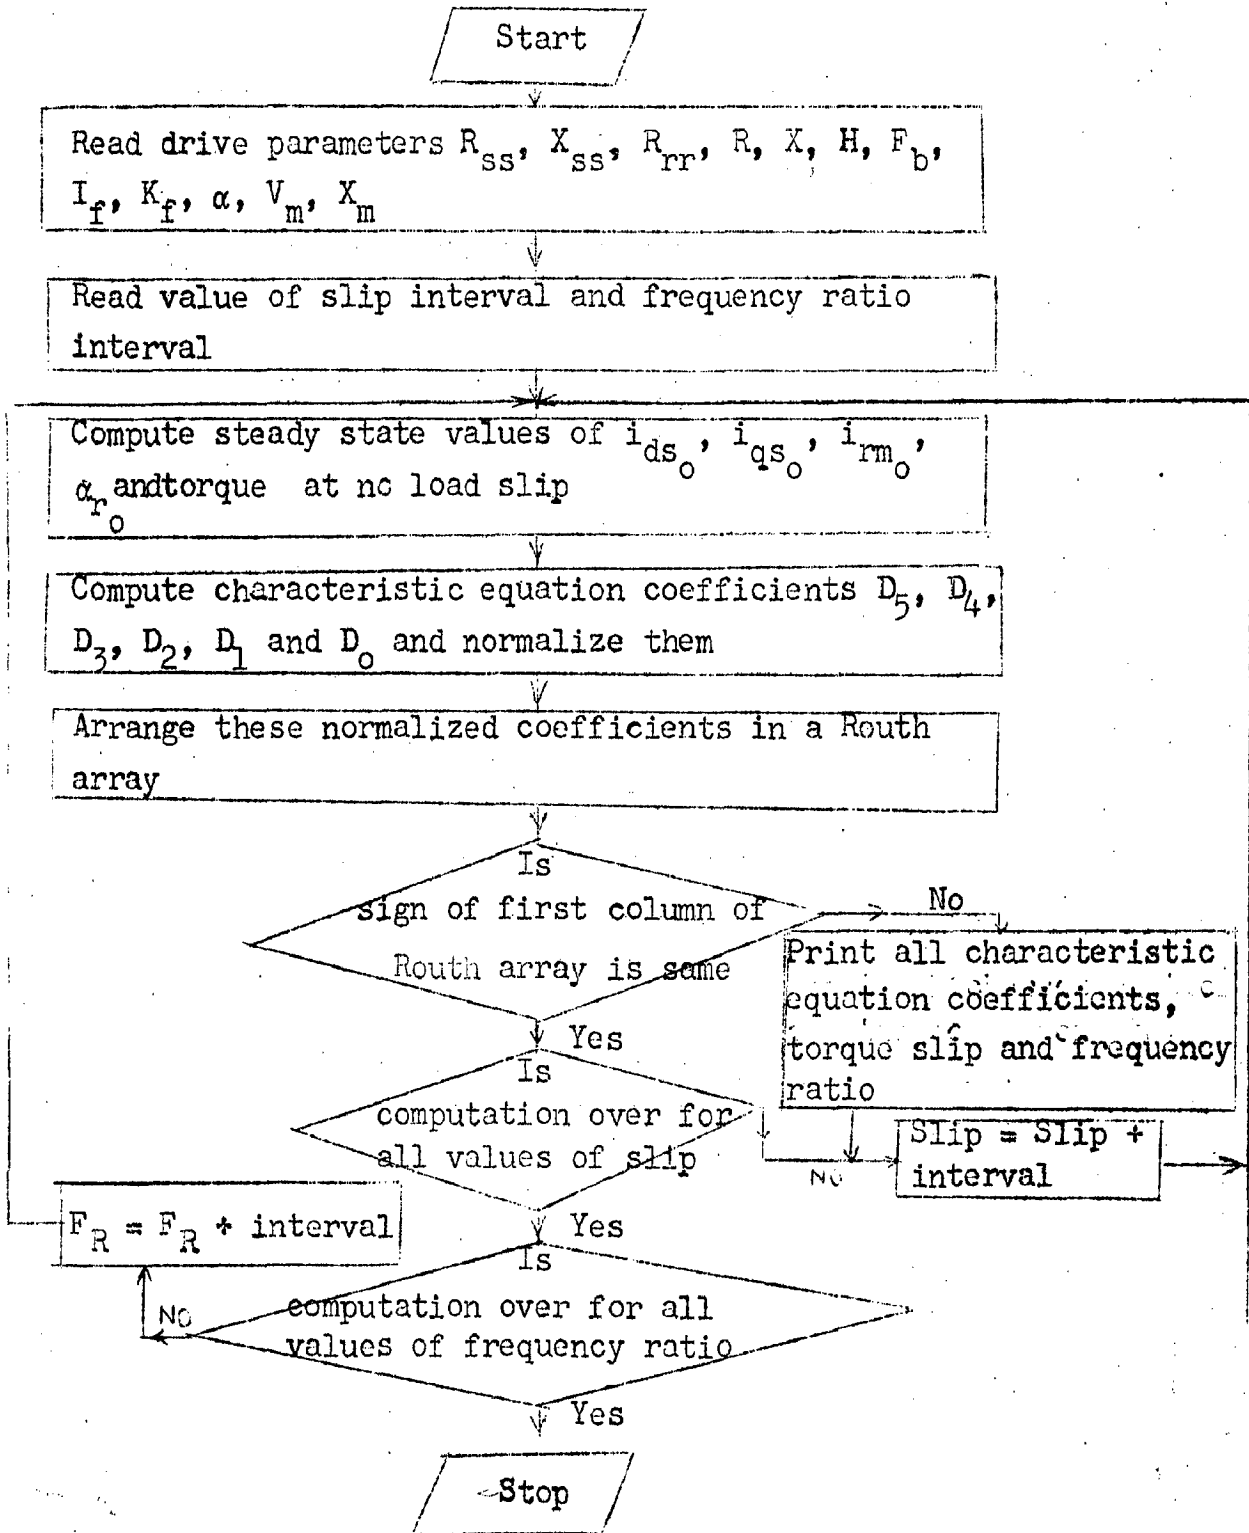 Start
Read drive parameters R_ss, X_ss, R_rr, R, X, H, F_b,
I_f, K_f, α, V_m, X_m
Read value of slip interval and frequency ratio
interval
Compute steady state values of i_ds_o, i_qs_o, i_rm_o,
α_r_o andtorque at no load slip
Compute characteristic equation coefficients D_5, D_4,
D_3, D_2, D_1 and D_o and normalize them
Arrange these normalized coefficients in a Routh
array
Is
sign of first column of
Routh array is same
No
Print all characteristic
equation coefficients,
torque slip and frequency
ratio
Yes
Is
computation over for
all values of slip
No
Slip = Slip +
interval
Yes
F_R = F_R + interval
Is
computation over for all
values of frequency ratio
No
Yes
Stop